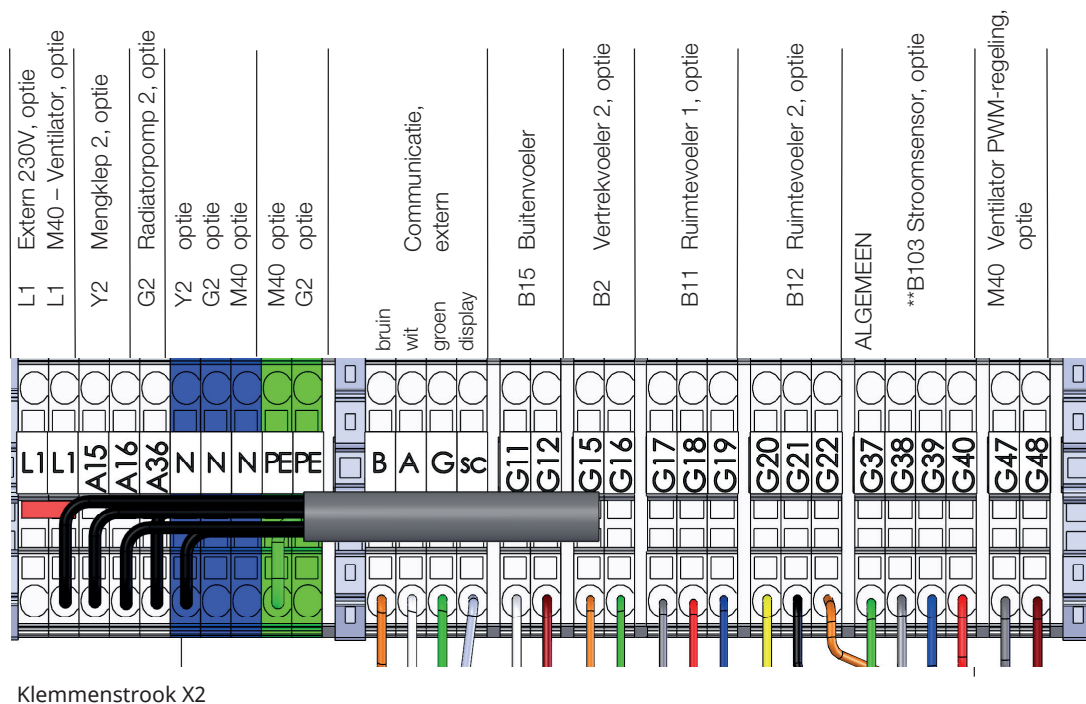 L1 Extern 230V, optie
L1 M40 – Ventilator, optie
Y2 Mengklep 2, optie
G2 Radiatorpomp 2, optie
Y2 optie
G2 optie
M40 optie
M40 optie
G2 optie
bruin
wit
groen
display
Communicatie,
extern
B15 Buitenvoeler
B2 Vertrekvoeler 2, optie
B11 Ruimtevoeler 1, optie
B12 Ruimtevoeler 2, optie
ALGEMEEN
**B103 Stroomsensor, optie
M40 Ventilator PWM-regeling,
optie
L1 L1 A15 A16 A36 N N N PE PE B A G SC G11 G12 G15 G16 G17 G18 G19 G20 G21 G22 G37 G38 G39 G40 G47 G48
Klemmenstrook X2